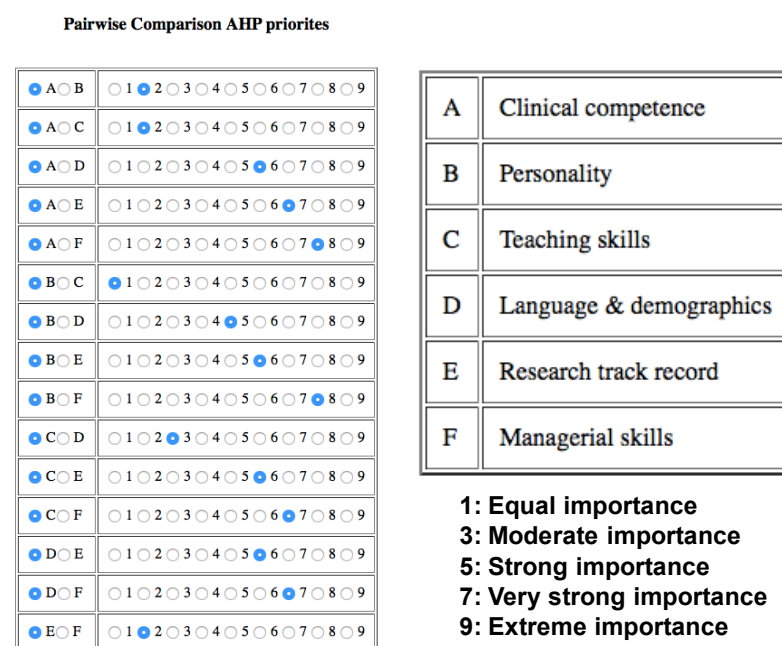 Pairwise Comparison AHP priorites
A B 1 2 3 4 5 6 7 8 9
A C 1 2 3 4 5 6 7 8 9
A D 1 2 3 4 5 6 7 8 9
A E 1 2 3 4 5 6 7 8 9
A F 1 2 3 4 5 6 7 8 9
B C 1 2 3 4 5 6 7 8 9
B D 1 2 3 4 5 6 7 8 9
B E 1 2 3 4 5 6 7 8 9
B F 1 2 3 4 5 6 7 8 9
C D 1 2 3 4 5 6 7 8 9
C E 1 2 3 4 5 6 7 8 9
C F 1 2 3 4 5 6 7 8 9
D E 1 2 3 4 5 6 7 8 9
D F 1 2 3 4 5 6 7 8 9
E F 1 2 3 4 5 6 7 8 9
A Clinical competence
B Personality
C Teaching skills
D Language & demographics
E Research track record
F Managerial skills
1: Equal importance
3: Moderate importance
5: Strong importance
7: Very strong importance
9: Extreme importance